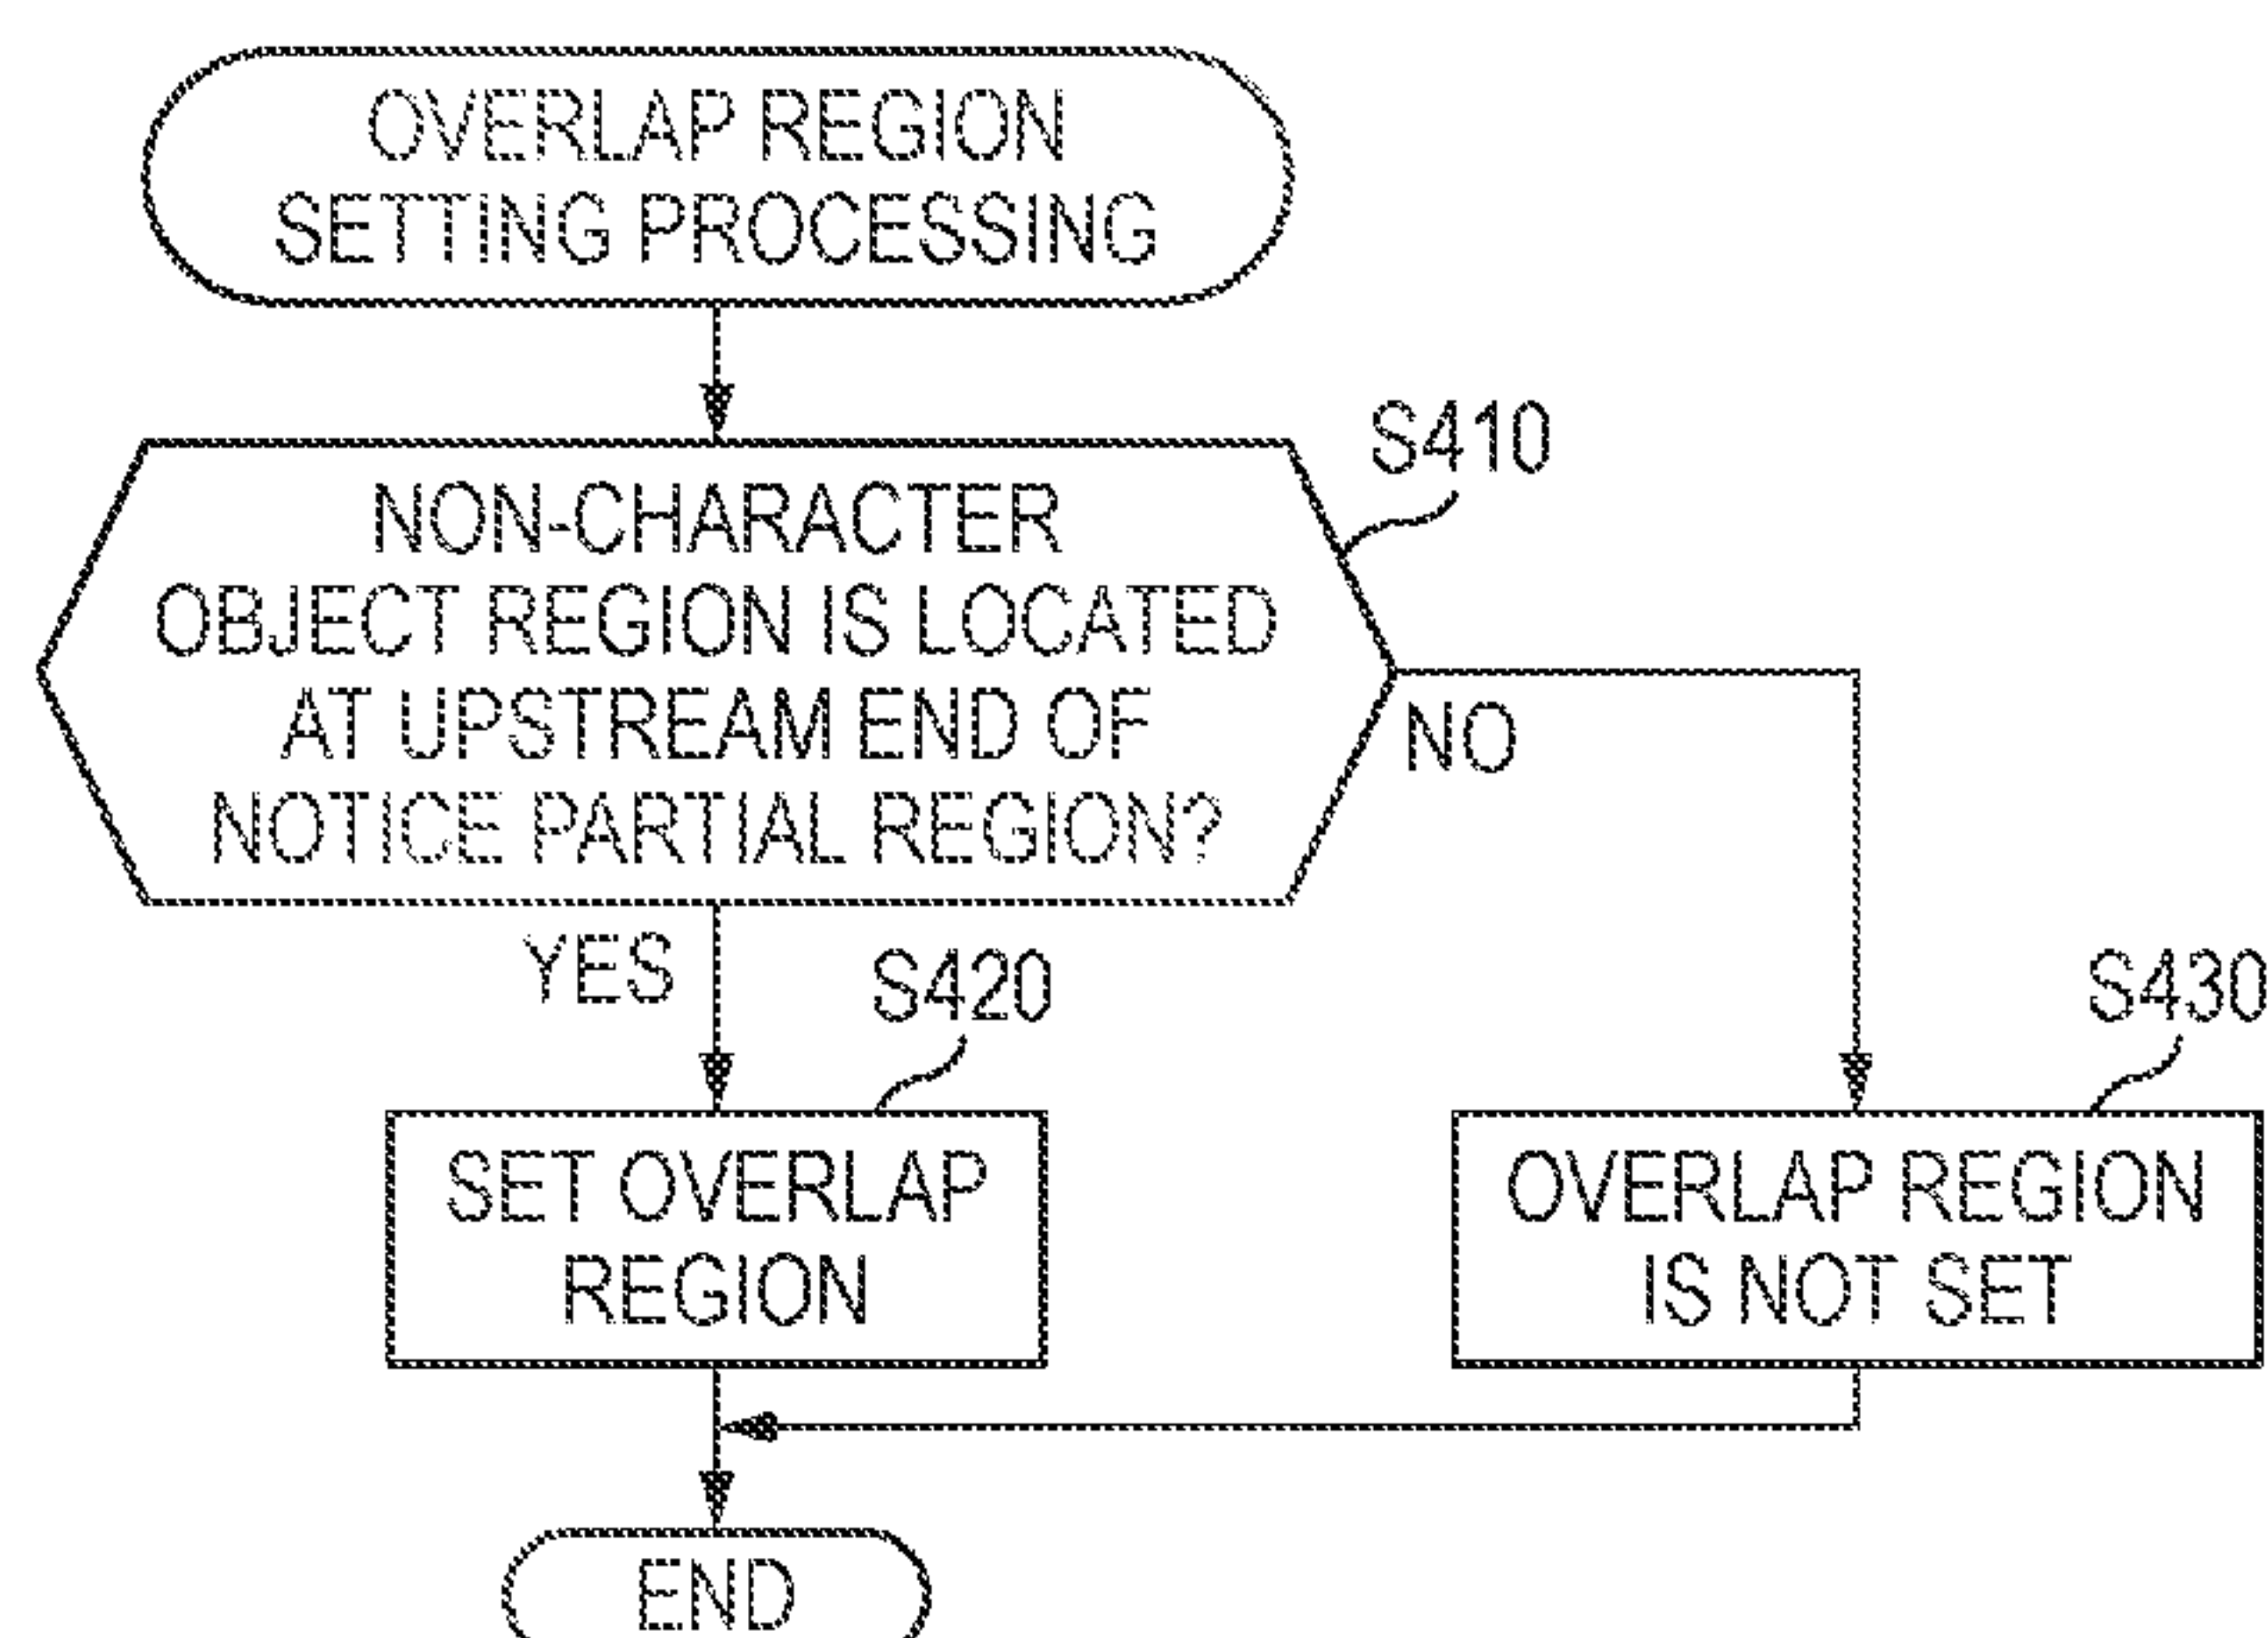 OVERLAP REGION
SETTING PROCESSING
S410
NON-CHARACTER
OBJECT REGION IS LOCATED
AT UPSTREAM END OF
NOTICE PARTIAL REGION?
NO
YES
S420
S430
SET OVERLAP
REGION
OVERLAP REGION
IS NOT SET
END